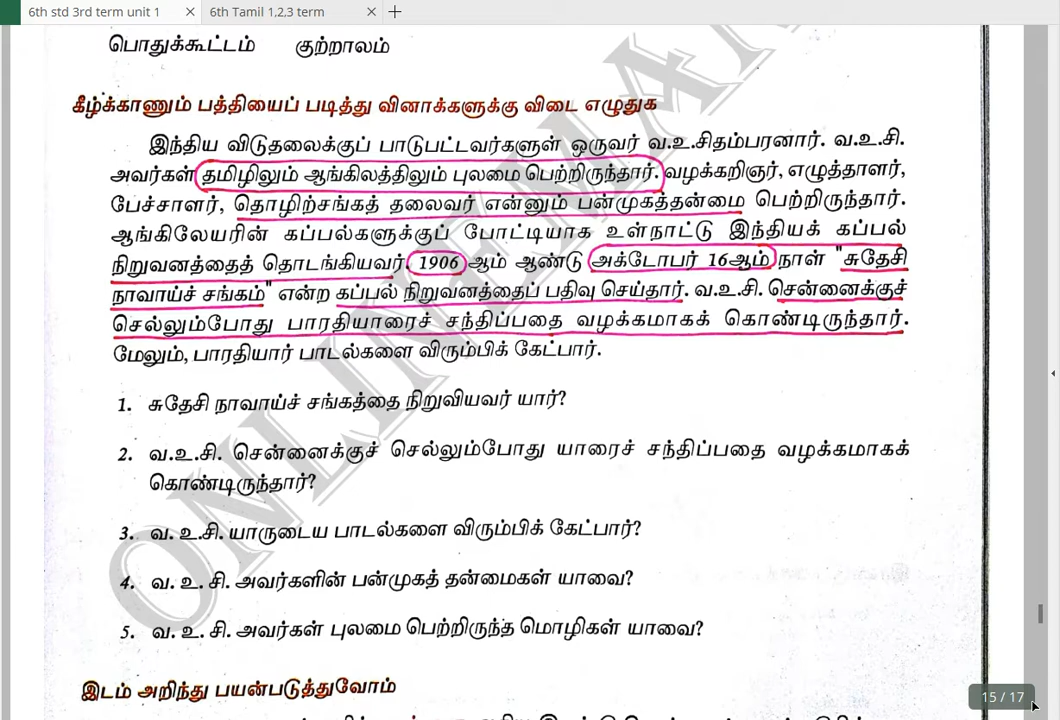 6th std 3rd term unit 1 × 6th Tamil 1,2,3 term × +
பொதுக்கூட்டம் குற்றாலம்
கீழ்க்காணும் பத்தியைப் படித்து வினாக்களுக்கு விடை எழுதுக
இந்திய விடுதலைக்குப் பாடுபட்டவர்களுள் ஒருவர் வ.உ.சிதம்பரனார். வ.உ.சி.
அவர்கள் தமிழிலும் ஆங்கிலத்திலும் புலமை பெற்றிருந்தார். வழக்கறிஞர், எழுத்தாளர்,
பேச்சாளர், தொழிற்சங்கத் தலைவர் என்னும் பன்முகத்தன்மை பெற்றிருந்தார்.
ஆங்கிலேயரின் கப்பல்களுக்குப் போட்டியாக உள்நாட்டு இந்தியக் கப்பல்
நிறுவனத்தைத் தொடங்கியவர். 1906 ஆம் ஆண்டு அக்டோபர் 16ஆம் நாள் "சுதேசி
நாவாய்ச் சங்கம்" என்ற கப்பல் நிறுவனத்தைப் பதிவு செய்தார். வ.உ.சி. சென்னைக்குச்
செல்லும்போது பாரதியாரைச் சந்திப்பதை வழக்கமாகக் கொண்டிருந்தார்.
மேலும், பாரதியார் பாடல்களை விரும்பிக் கேட்பார்.
1. சுதேசி நாவாய்ச் சங்கத்தை நிறுவியவர் யார்?
2. வ.உ.சி. சென்னைக்குச் செல்லும்போது யாரைச் சந்திப்பதை வழக்கமாகக்
கொண்டிருந்தார்?
3. வ. உ.சி. யாருடைய பாடல்களை விரும்பிக் கேட்பார்?
4. வ. உ. சி. அவர்களின் பன்முகத் தன்மைகள் யாவை?
5. வ. உ. சி. அவர்கள் புலமை பெற்றிருந்த மொழிகள் யாவை?
இடம் அறிந்து பயன்படுத்துவோம்
15 / 17